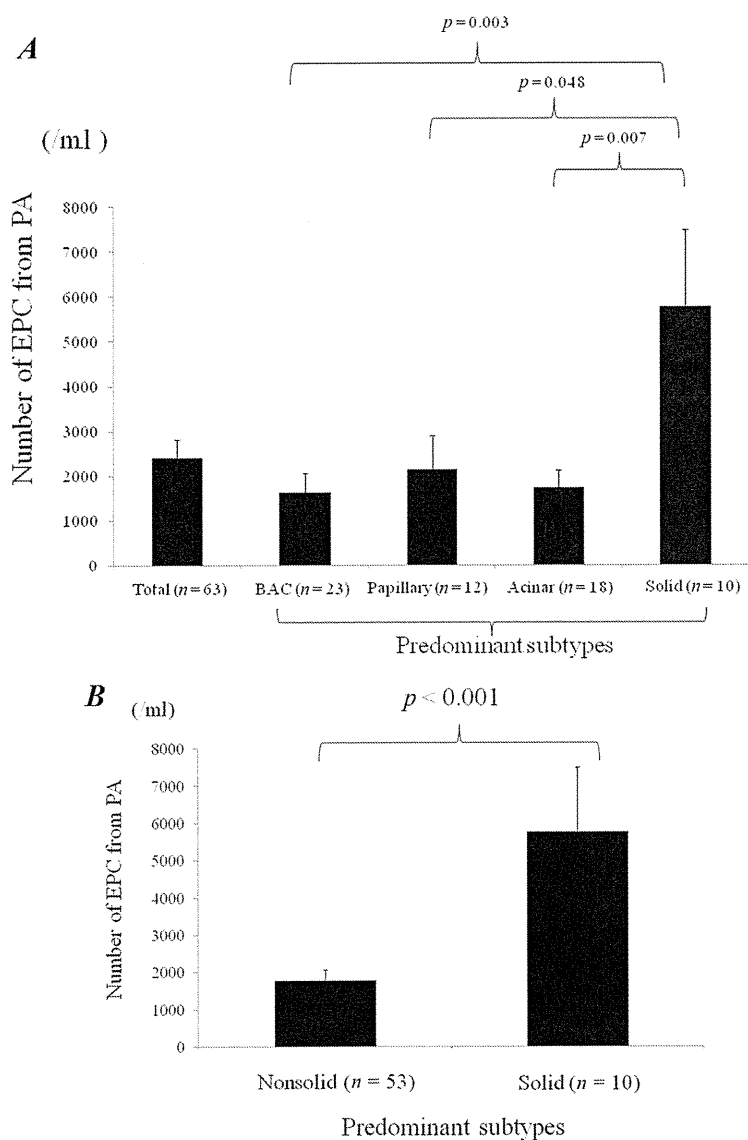 A
p=0.003
p=0.048
(/ml )
p=0.007
Number of EPC from PA
8000
7000
6000
5000
4000
3000
2000
1000
0
Total (n=63) BAC (n=23) Papillary (n=12) Acinar (n=18) Solid (n=10)
Predominant subtypes
B (/ml)
p < 0.001
Number of EPC from PA
8000
7000
6000
5000
4000
3000
2000
1000
0
Nonsolid (n = 53) Solid (n = 10)
Predominant subtypes